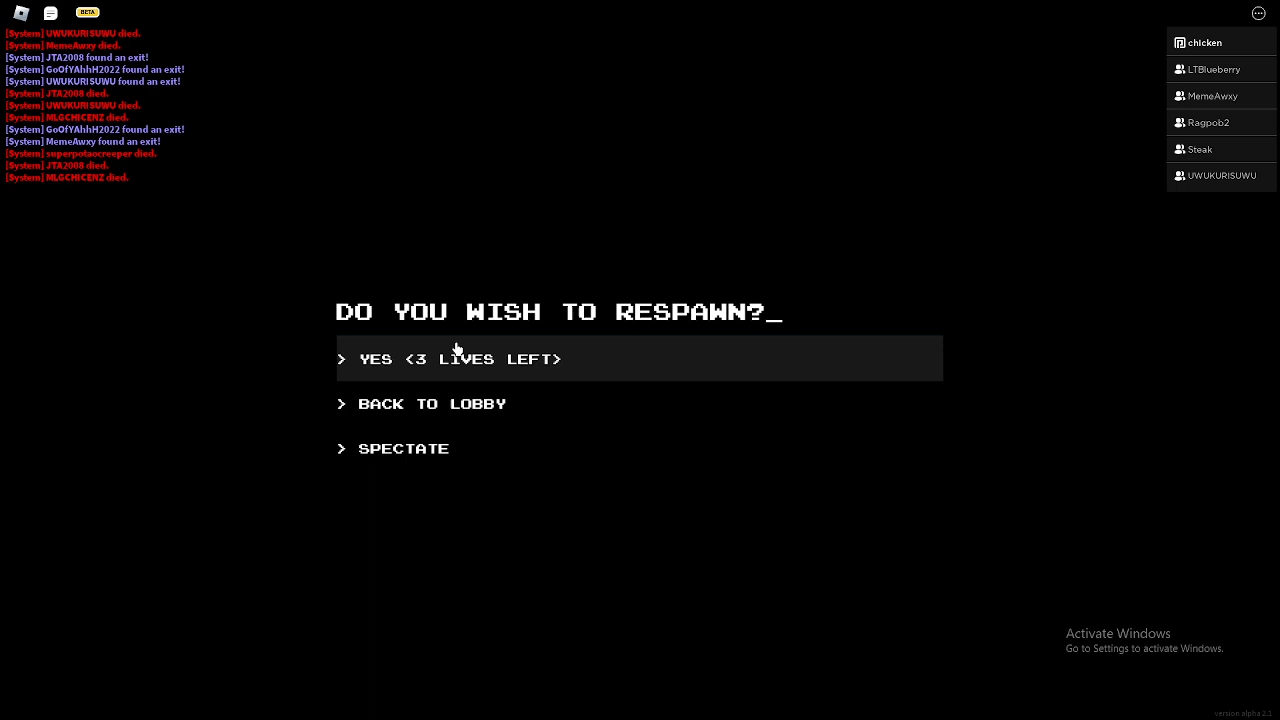 BETA
[System] UWUKURISUWU died.
[System] MemeAwxy died.
[System] JTA2008 found an exit!
[System] GoOfYAhhH2022 found an exit!
[System] UWUKURISUWU found an exit!
[System] JTA2008 died.
[System] UWUKURISUWU died.
[System] MLGCHICENZ died.
[System] GoOfYAhhH2022 found an exit!
[System] MemeAwxy found an exit!
[System] superpotaocreeper died.
[System] JTA2008 died.
[System] MLGCHICENZ died.
chicken
LTBlueberry
MemeAwxy
Ragpob2
Steak
UWUKURISUWU
DO YOU WISH TO RESPAWN?_
> YES <3 LIVES LEFT>
> BACK TO LOBBY
> SPECTATE
Activate Windows
Go to Settings to activate Windows.
version alpha 2.1